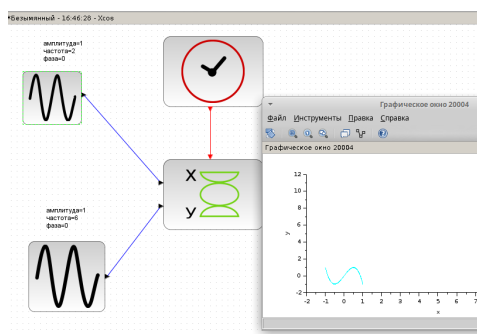 *Безымянный - 16:46:28 - Xcos
амплитуда=1
частота=2
фаза=0
X
У
амплитуда=1
частота=6
фаза=0
Графическое окно 20004
Файл Инструменты Правка Справка
Графическое окно 20004
12
10
8
6
4
2
0
-2
y
-2 -1 0 1 2 3 4 5 6 7
x